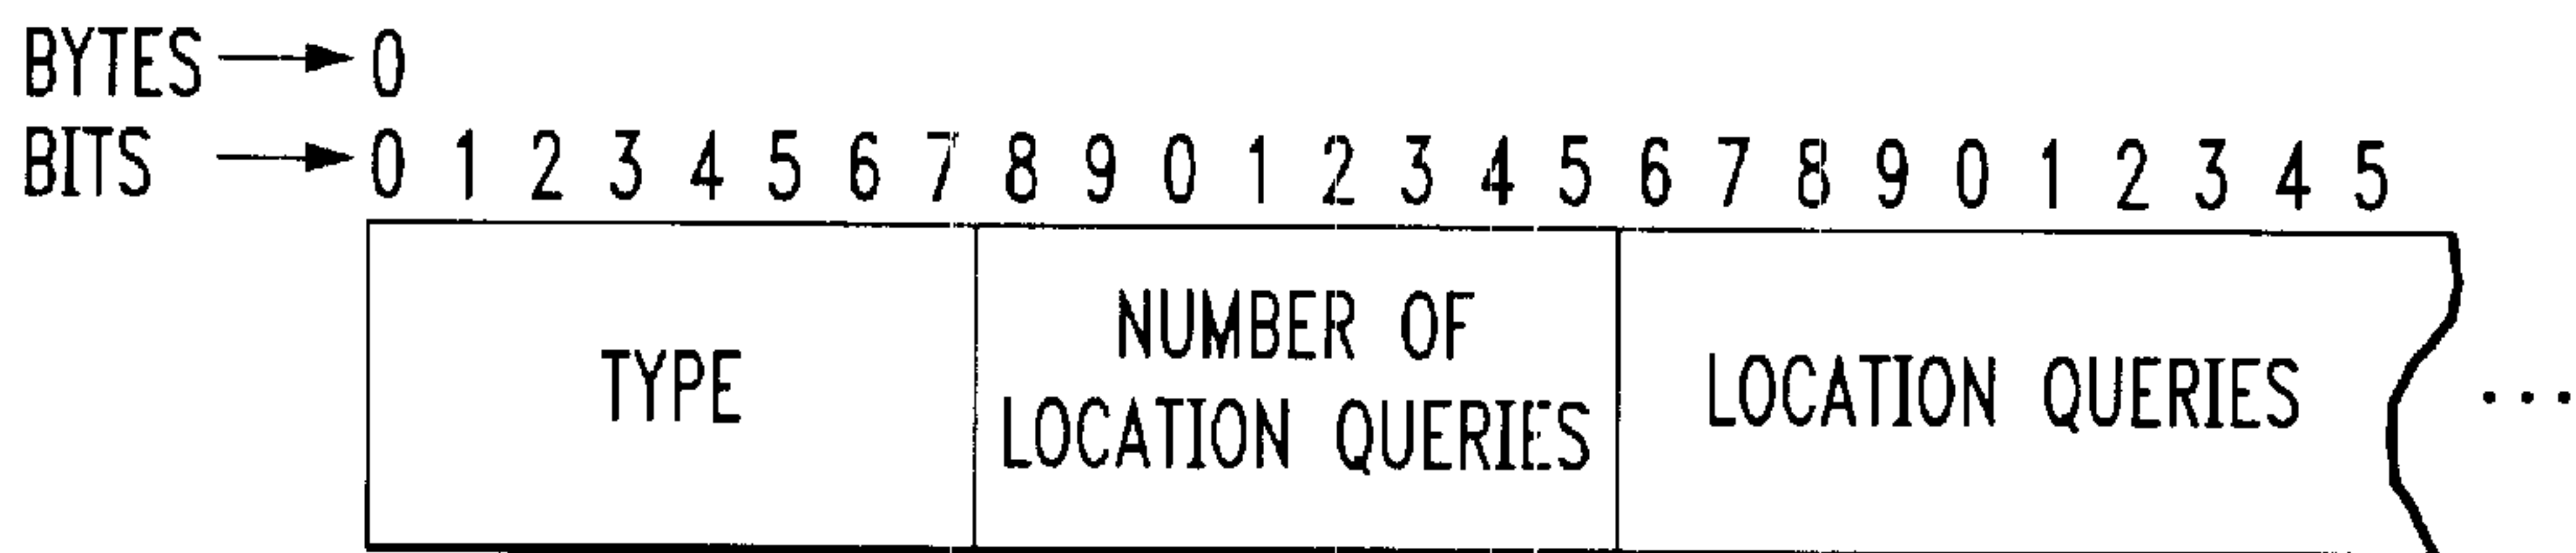 BYTES → 0
BITS → 0 1 2 3 4 5 6 7 8 9 0 1 2 3 4 5 6 7 8 9 0 1 2 3 4 5
TYPE
NUMBER OF
LOCATION QUERIES
LOCATION QUERIES ...